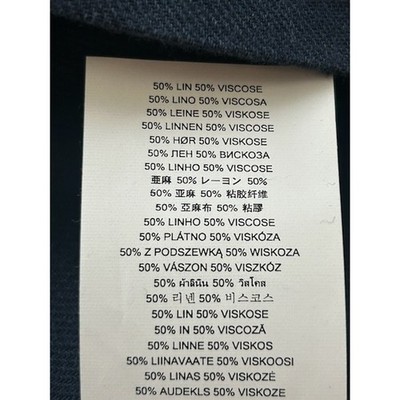 50% LIN 50% VISCOSE
50% LINO 50% VISCOSA
50% LEINE 50% VISKOSE
50% LINNEN 50% VISCOSE
50% HØR 50% VISKOSE
50% ЛЕН 50% ВИСКОЗА
50% LINHO 50% VISCOSE
亜麻 50% レーヨン 50%
50% 亚麻 50% 粘胶纤维
50% 亞麻布 50% 粘膠
50% LINHO 50% VISCOSE
50% PLÁTNO 50% VISKÓZA
50% Z PODSZEWKĄ 50% WISKOZA
50% VÁSZON 50% VISZKÓZ
50% ผ้าลินิน 50% วิสโคส
50% 리넨 50% 비스코스
50% LIN 50% VISKOSE
50% IN 50% VISCOZĂ
50% LINNE 50% VISKOS
50% LIINAVAATE 50% VISKOOSI
50% LINAS 50% VISKOZĖ
50% AUDEKLS 50% VISKOZE